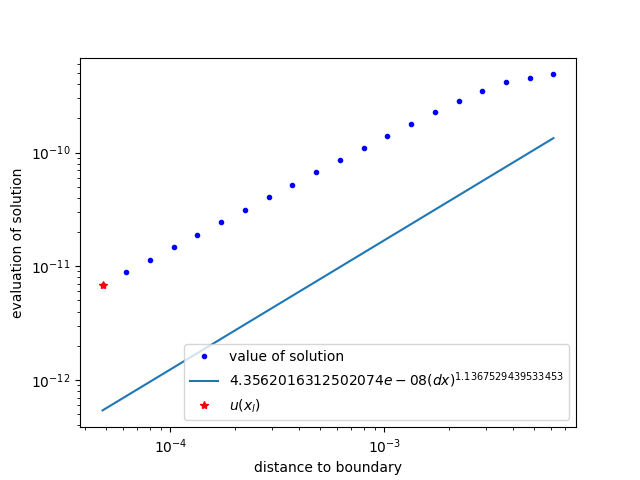 evaluation of solution
10⁻¹⁰
10⁻¹¹
10⁻¹²
value of solution
4.3562016312502074e − 08(dx)¹·¹³⁶⁷⁵²⁹⁴³⁹⁵³³⁴⁵³
u(xₗ)
10⁻⁴
10⁻³
distance to boundary